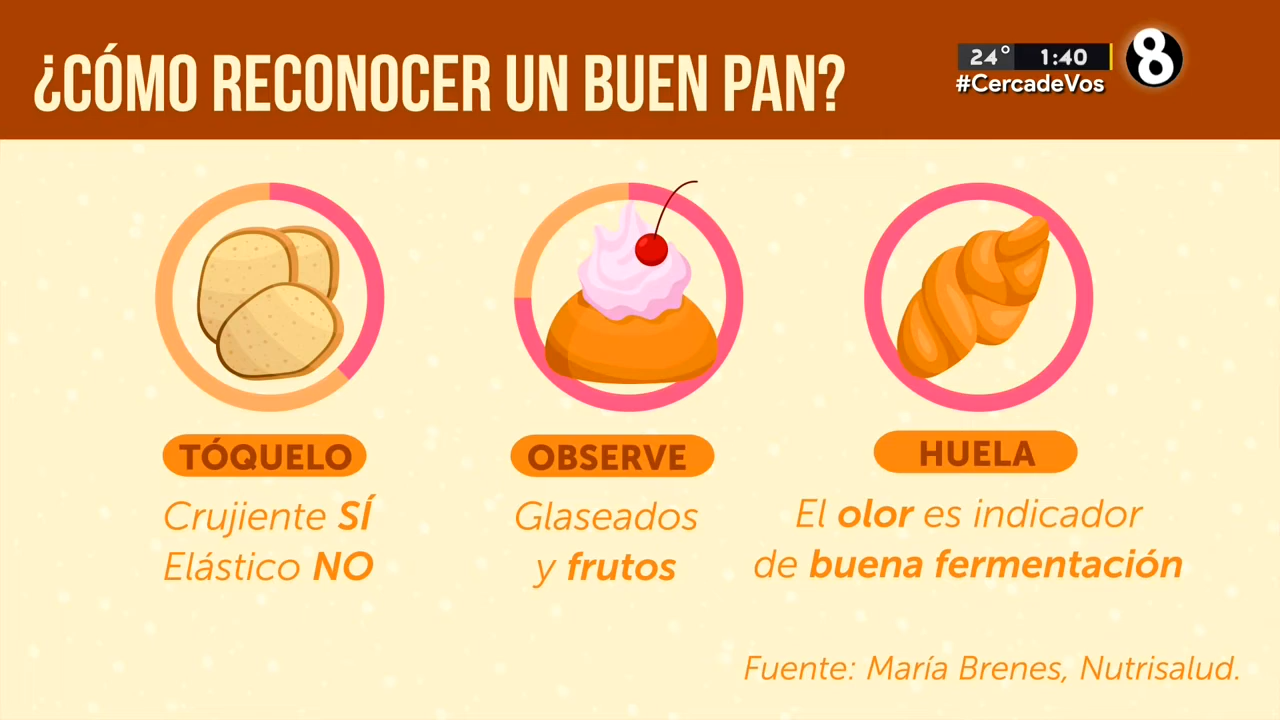 ¿CÓMO RECONOCER UN BUEN PAN?
24° 1:40
#CercadeVos
8
TÓQUELO
Crujiente SÍ
Elástico NO
OBSERVE
Glaseados
y frutos
HUELA
El olor es indicador
de buena fermentación
Fuente: María Brenes, Nutrisalud.